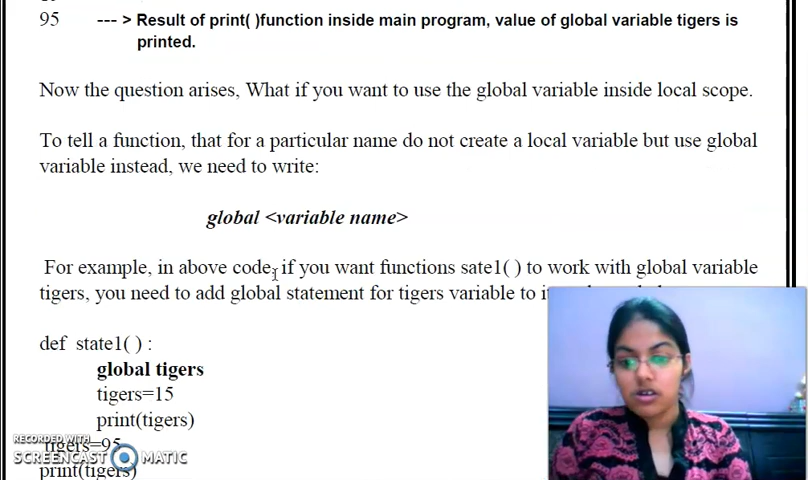 95 --- > Result of print( )function inside main program, value of global variable tigers is
printed.
Now the question arises, What if you want to use the global variable inside local scope.
To tell a function, that for a particular name do not create a local variable but use global
variable instead, we need to write:
global <variable name>
For example, in above code, if you want functions sate1( ) to work with global variable
tigers, you need to add global statement for tigers variable to
def state1( ) :
global tigers
tigers=15
print(tigers)
tigers=95
print(tigers)
RECORDED WITH
SCREENCAST MATIC